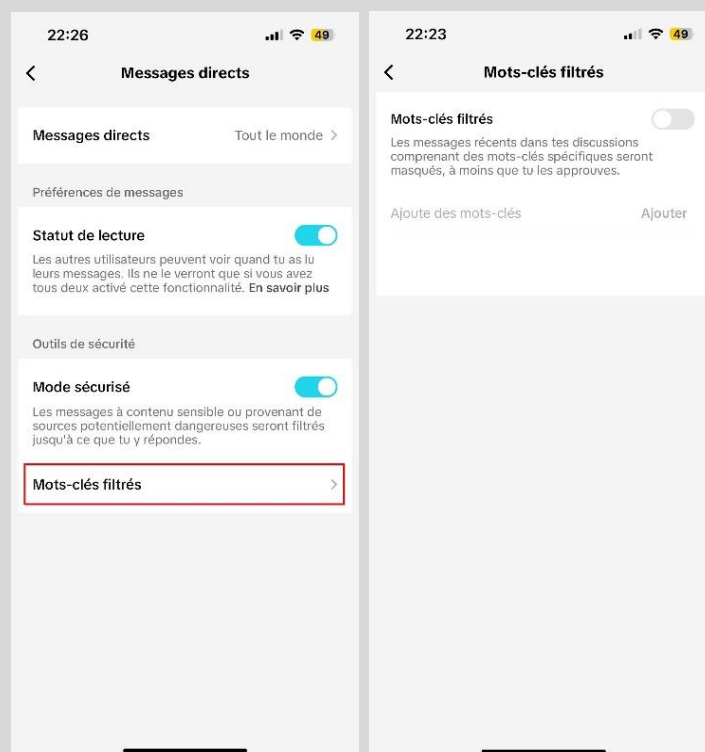 22:26
49
Messages directs
Messages directs Tout le monde
Préférences de messages
Statut de lecture
Les autres utilisateurs peuvent voir quand tu as lu
leurs messages. Ils ne le verront que si vous avez
tous deux activé cette fonctionnalité. En savoir plus
Outils de sécurité
Mode sécurisé
Les messages à contenu sensible ou provenant de
sources potentiellement dangereuses seront filtrés
jusqu'à ce que tu y répondes.
Mots-clés filtrés
22:23
49
Mots-clés filtrés
Mots-clés filtrés
Les messages récents dans tes discussions
comprenant des mots-clés spécifiques seront
masqués, à moins que tu les approuves.
Ajoute des mots-clés Ajouter